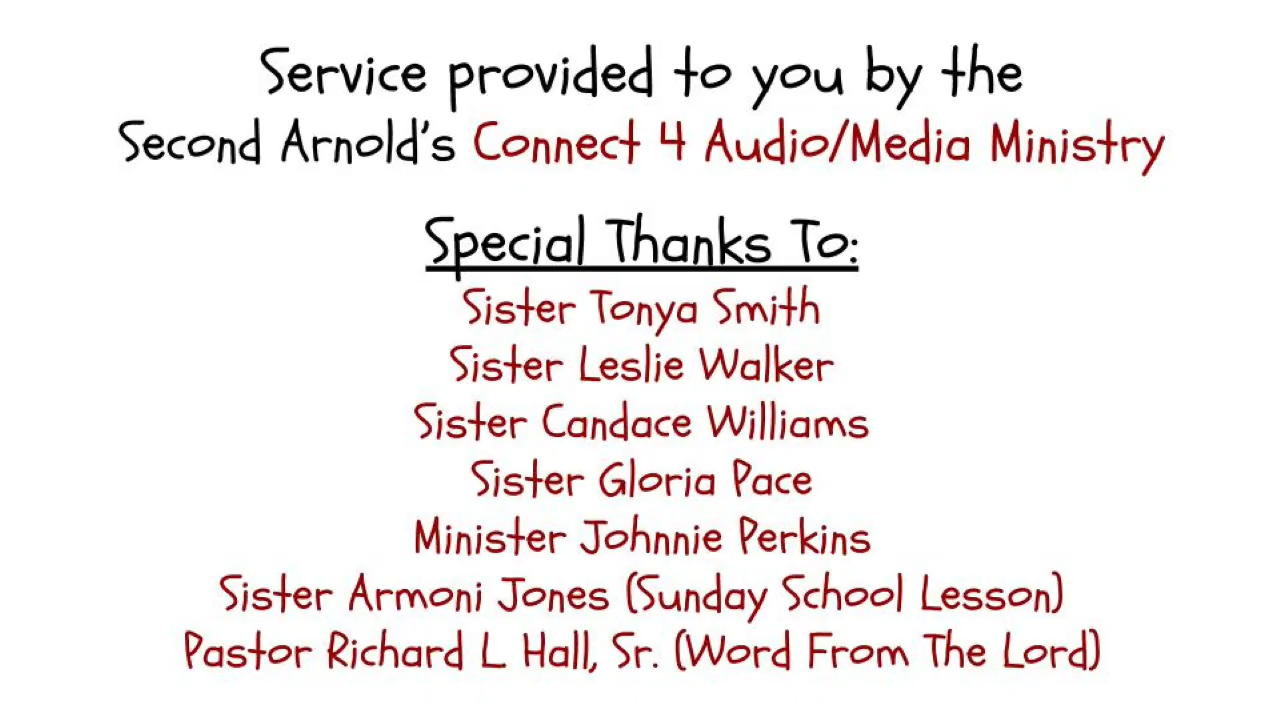 Service provided to you by the
Second Arnold's Connect 4 Audio/Media Ministry
Special Thanks To:
Sister Tonya Smith
Sister Leslie Walker
Sister Candace Williams
Sister Gloria Pace
Minister Johnnie Perkins
Sister Armoni Jones (Sunday School Lesson)
Pastor Richard L Hall, Sr. (Word From The Lord)